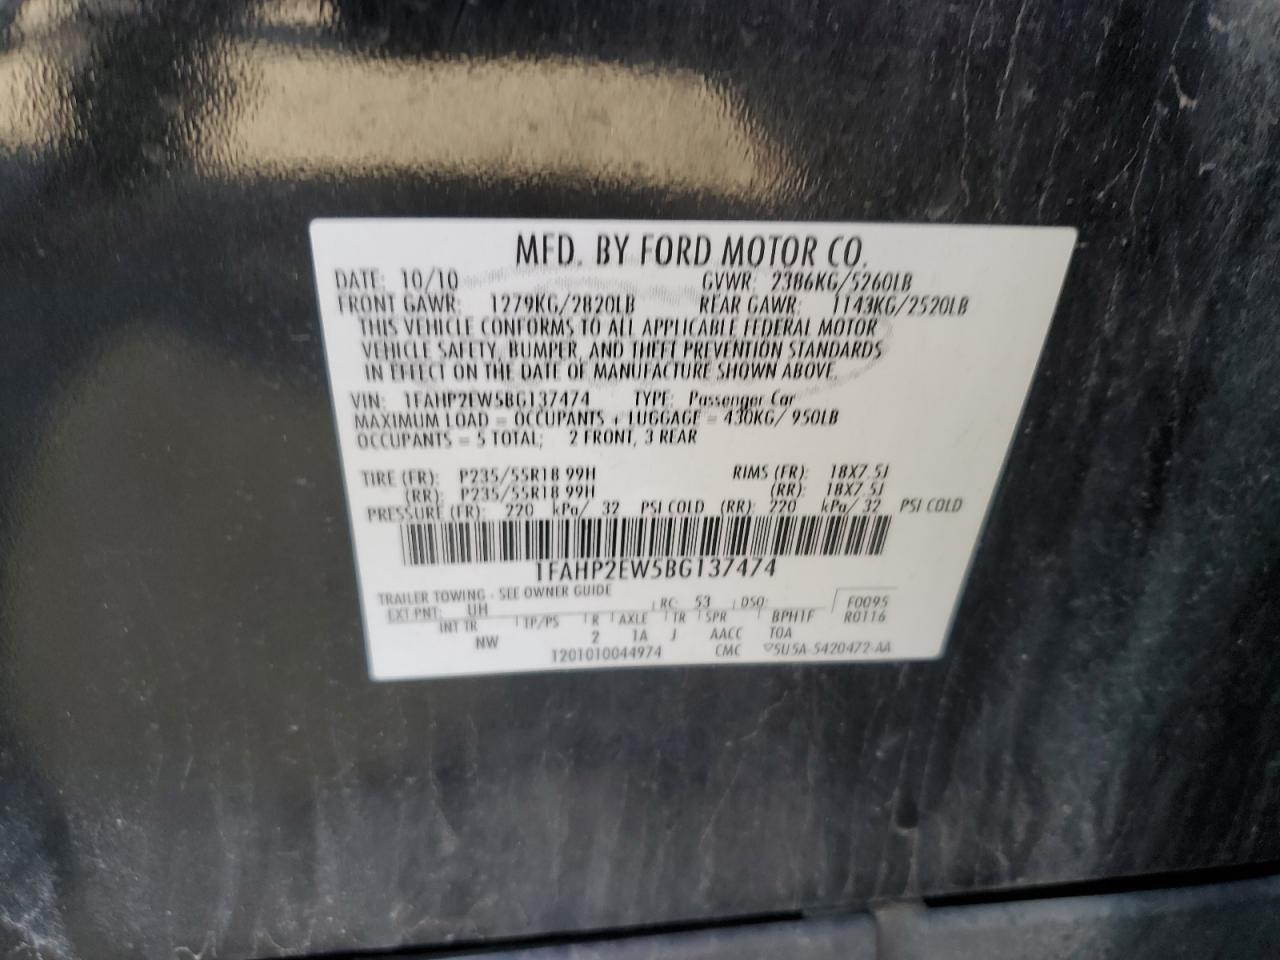 MFD. BY FORD MOTOR CO.
DATE: 10/10 GVWR: 2386KG/5260LB
FRONT GAWR: 1279KG/2820LB REAR GAWR: 1143KG/2520LB
THIS VEHICLE CONFORMS TO ALL APPLICABLE FEDERAL MOTOR
VEHICLE SAFETY, BUMPER, AND THEFT PREVENTION STANDARDS
IN EFFECT ON THE DATE OF MANUFACTURE SHOWN ABOVE.
VIN: 1FAHP2EW5BG137474 TYPE: Passenger Car
MAXIMUM LOAD = OCCUPANTS + LUGGAGE = 430KG/ 950LB
OCCUPANTS = 5 TOTAL; 2 FRONT, 3 REAR
TIRE (FR): P235/55R18 99H RIMS (FR): 18X7.5J
(RR): P235/55R18 99H (RR): 18X7.5J
PRESSURE (FR): 220 kPa/ 32 PSI COLD (RR): 220 kPa/ 32 PSI COLD
1FAHP2EW5BG137474
TRAILER TOWING - SEE OWNER GUIDE
EXT PNT: UH RC: 53 DSO: F0095
INT TR TP/PS R AXLE TR SPR BPH1F R0116
NW 2 1A J AACC TOA
1201010044974 CMC ▽5U5A-5420472-AA